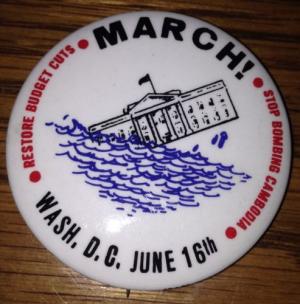 MARCH!
• RESTORE BUDGET CUTS •
• STOP BOMBING CAMBODIA •
WASH. D.C. JUNE 16th